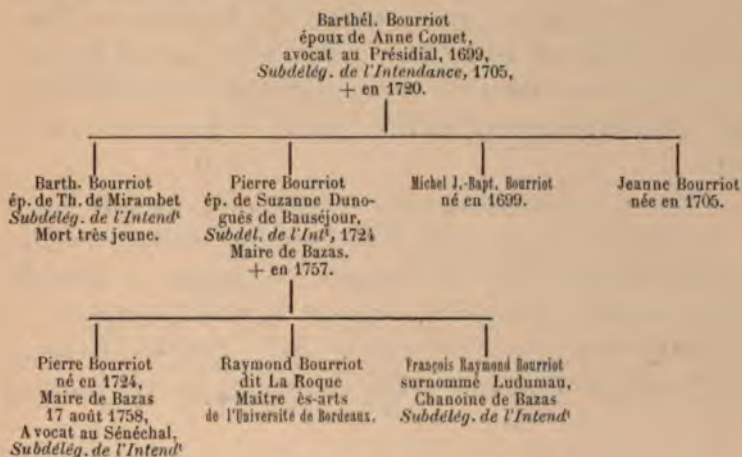 Barthél. Bourriot
époux de Anne Comet,
avocat au Présidial, 1699,
Subdélég. de l'Intendance, 1705,
+ en 1720.
Barth. Bourriot
ép. de Th. de Mirambet
Subdélég. de l'Intendᵗ
Mort très jeune.
Pierre Bourriot
ép. de Suzanne Duno-
guès de Bauséjour.
Subdél. de l'Intᵗ, 1724
Maire de Bazas.
+ en 1757.
Michel J.-Bapt. Bourriot
né en 1699.
Jeanne Bourriot
née en 1705.
Pierre Bourriot
né en 1724,
Maire de Bazas
17 août 1758,
Avocat au Sénéchal,
Subdélég. de l'Intendᵗ
Raymond Bourriot
dit La Roque
Maître ès-arts
de l'Université de Bordeaux.
François Raymond Bourriot
surnommé Ludumau,
Chanoine de Bazas
Subdélég. de l'Intendᵗ